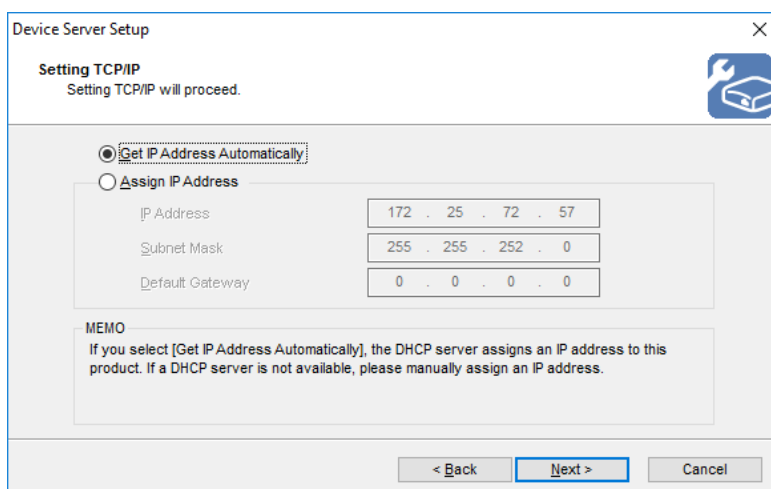 Device Server Setup
Setting TCP/IP
Setting TCP/IP will proceed.
Get IP Address Automatically
Assign IP Address
IP Address 172 . 25 . 72 . 57
Subnet Mask 255 . 255 . 252 . 0
Default Gateway 0 . 0 . 0 . 0
MEMO
If you select [Get IP Address Automatically], the DHCP server assigns an IP address to this
product. If a DHCP server is not available, please manually assign an IP address.
< Back Next > Cancel